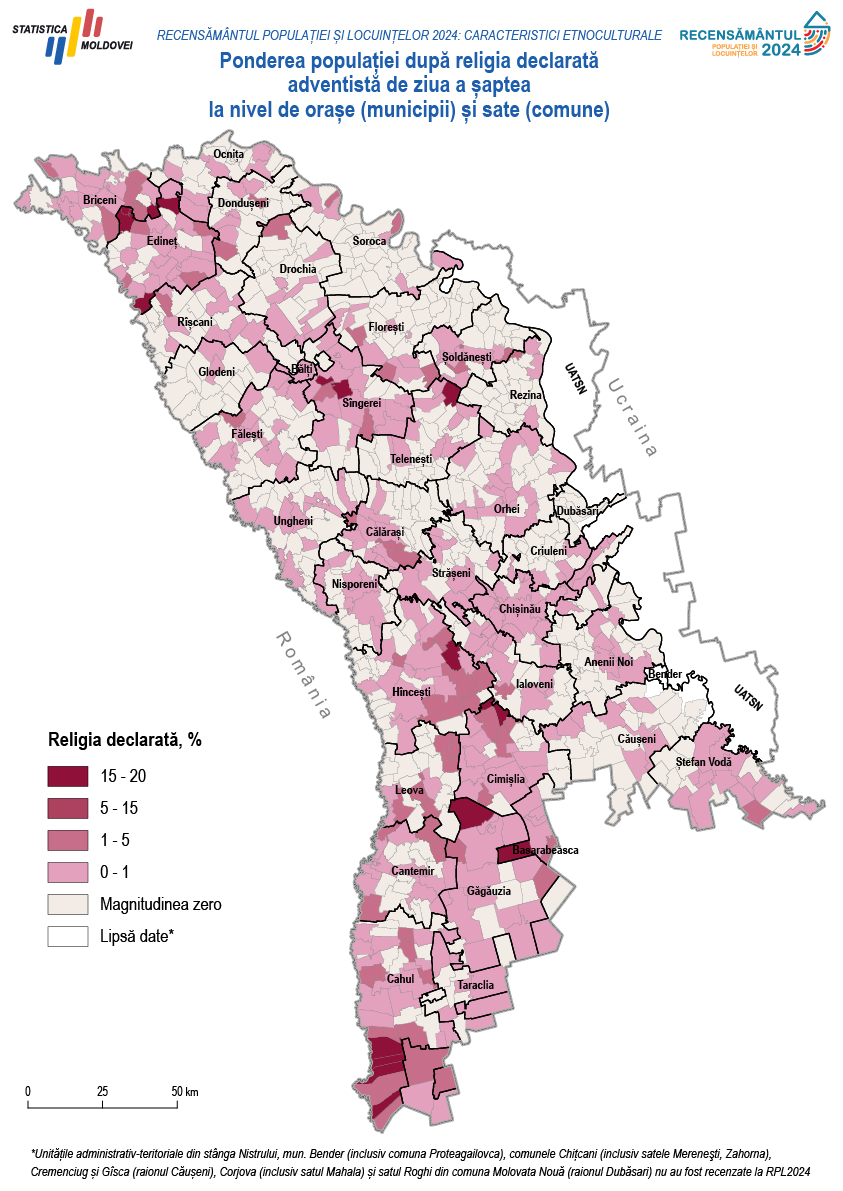 STATISTICA
MOLDOVEI
RECENSĂMÂNTUL POPULAȚIEI ȘI LOCUINȚELOR 2024: CARACTERISTICI ETNOCULTURALE
RECENSĂMÂNTUL
POPULAȚIEI ȘI
LOCUINȚELOR
2024
Ponderea populației după religia declarată
adventistă de ziua a șaptea
la nivel de orașe (municipii) și sate (comune)
Ocnița
Briceni
Dondușeni
Edineț
Soroca
Drochia
Rîșcani
Florești
Șoldănești
Glodeni
Bălți
UATSN
Ucraina
Sîngerei
Rezina
Fălești
Telenești
Orhei
Dubăsari
Ungheni
Călărași
Criuleni
Strășeni
Nisporeni
Chișinău
România
Anenii Noi
Bender
Ialoveni
Hîncești
UATSN
Căușeni
Ștefan Vodă
Cimișlia
Leova
Basarabeasca
Cantemir
Găgăuzia
Cahul
Taraclia
Religia declarată, %
15 - 20
5 - 15
1 - 5
0 - 1
Magnitudinea zero
Lipsă date*
0 25 50 km
*Unitățile administrativ-teritoriale din stânga Nistrului, mun. Bender (inclusiv comuna Proteagailovca), comunele Chițcani (inclusiv satele Merenești, Zahorna),
Cremenciug și Gîsca (raionul Căușeni), Corjova (inclusiv satul Mahala) și satul Roghi din comuna Molovata Nouă (raionul Dubăsari) nu au fost recenzate la RPL2024